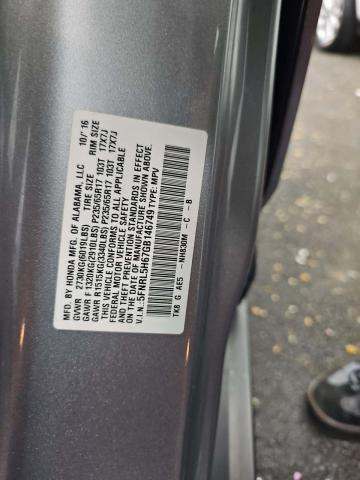 MFD. BY HONDA MFG. OF ALABAMA, LLC 10/'16
GVWR 2730KG(6019LBS) TIRE SIZE RIM SIZE
GAWR F 1320KG(2910LBS) P235/65R17 103T 17X7J
GAWR R1515KG(3340LBS) P235/65R17 103T 17X7J
THIS VEHICLE CONFORMS TO ALL APPLICABLE
FEDERAL MOTOR VEHICLE SAFETY
AND THEFT PREVENTION STANDARDS IN EFFECT
ON THE DATE OF MANUFACTURE SHOWN ABOVE.
V.I.N.:5FNRL5H67GB146749 TYPE:MPV
TK8 G AE5 -NH830M -C -8